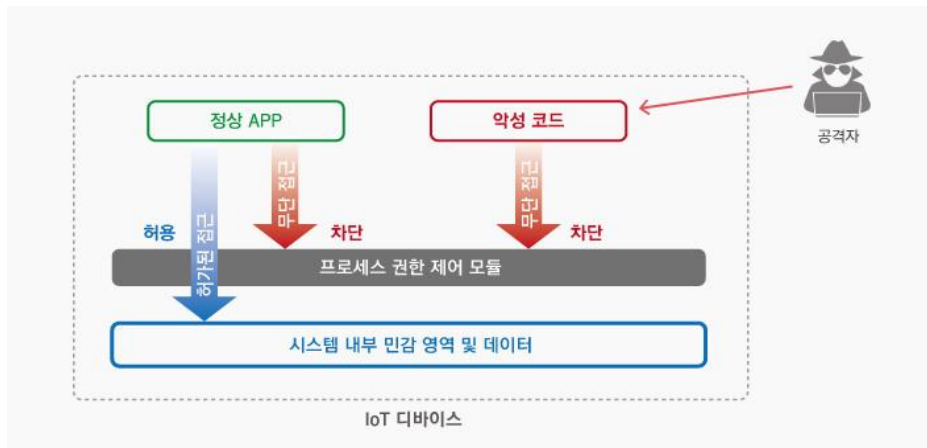 정상 APP
악성 코드
공격자
허가된 접근
무단 접근
무단 접근
허용
차단
차단
프로세스 권한 제어 모듈
시스템 내부 민감 영역 및 데이터
IoT 디바이스